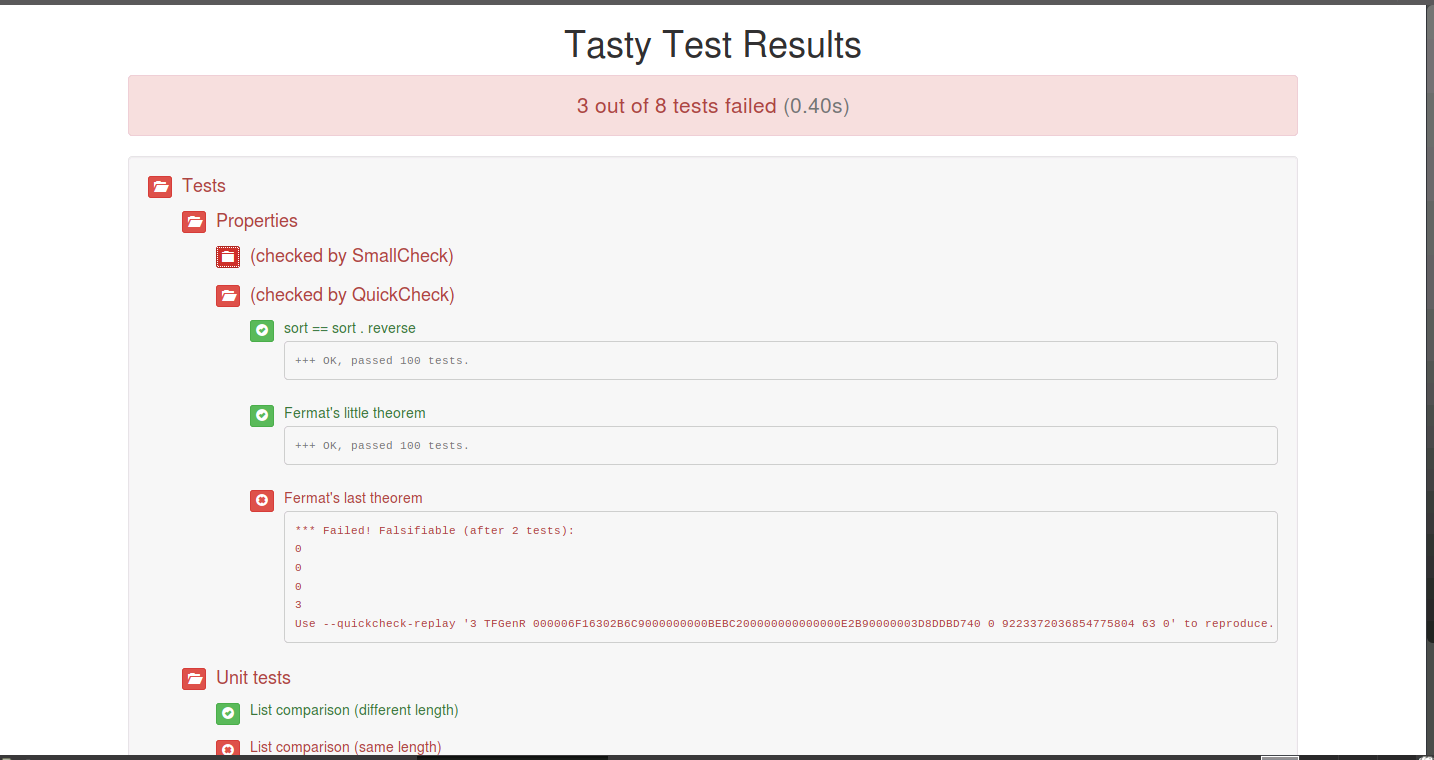 Tasty Test Results
3 out of 8 tests failed (0.40s)
Tests
Properties
(checked by SmallCheck)
(checked by QuickCheck)
sort == sort . reverse
+++ OK, passed 100 tests.
Fermat's little theorem
+++ OK, passed 100 tests.
Fermat's last theorem
*** Failed! Falsifiable (after 2 tests):
0
0
0
3
Use --quickcheck-replay '3 TFGenR 000006F16302B6C9000000000BEBC200000000000000E2B90000003D8DDBD740 0 9223372036854775804 63 0' to reproduce.
Unit tests
List comparison (different length)
List comparison (same length)